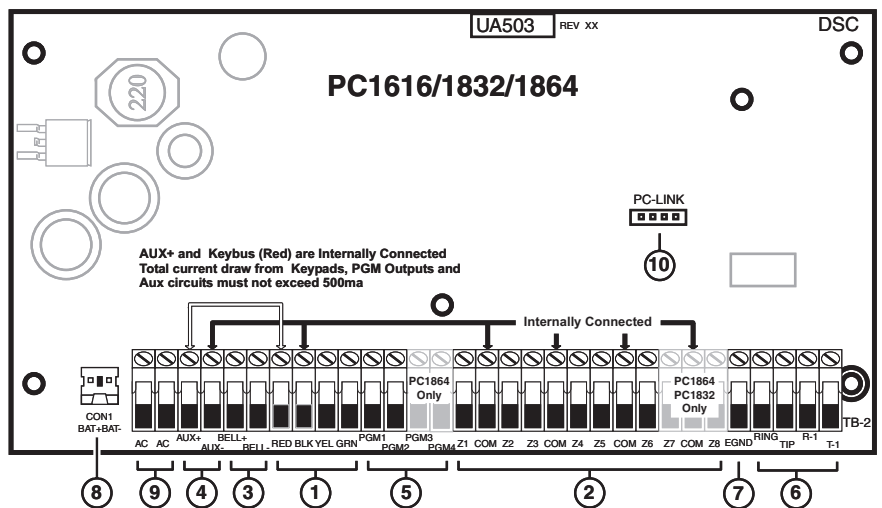 UA503 REV XX DSC
PC1616/1832/1864
220
PC-LINK
10
AUX+ and Keybus (Red) are Internally Connected
Total current draw from Keypads, PGM Outputs and
Aux circuits must not exceed 500ma
Internally Connected
PC1864
Only
PC1864
PC1832
Only
CON1
BAT+BAT-
TB-2
AC AC AUX+ AUX- BELL+ BELL- RED BLK YEL GRN PGM1 PGM2 PGM3 PGM4 Z1 COM Z2 Z3 COM Z4 Z5 COM Z6 Z7 COM Z8 EGND RING TIP R-1 T-1
8 9 4 3 1 5 2 7 6